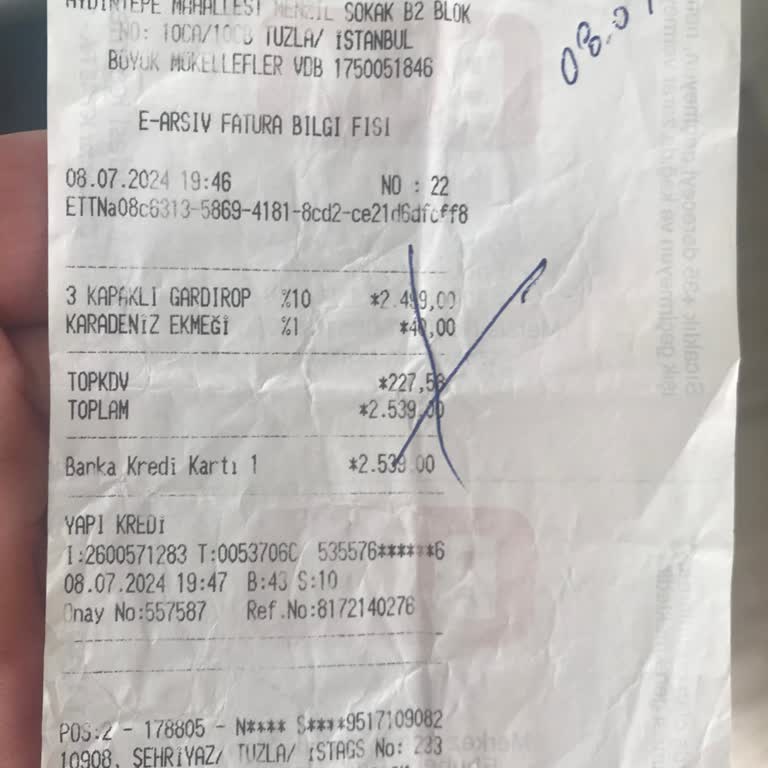 AYDINTEPE MAHALLESİ MENZİL SOKAK B2 BLOK
ENO: 10CA/10CB TUZLA/ İSTANBUL
BÜYÜK MÜKELLEFLER VDB 1750051846
08.07
E-ARSIV FATURA BILGI FISI
08.07.2024 19:46 NO : 22
ETTNa08c6313-5869-4181-8cd2-ce21d6dfcff8
3 KAPAKLI GARDIROP %10 *2.499,00
KARADENİZ EKMEĞİ %1 *40,00
TOPKDV *227,58
TOPLAM *2.539,00
Banka Kredi Kartı 1 *2.539,00
YAPI KREDİ
I:2600571283 T:0053706C 535576******6
08.07.2024 19:47 B:43 S:10
Onay No:557587 Ref.No:8172140276
POS:2 - 178805 - N**** S****9517109082
10908, ŞEHRİYAZ/ TUZLA/ İSTAGS No: 233